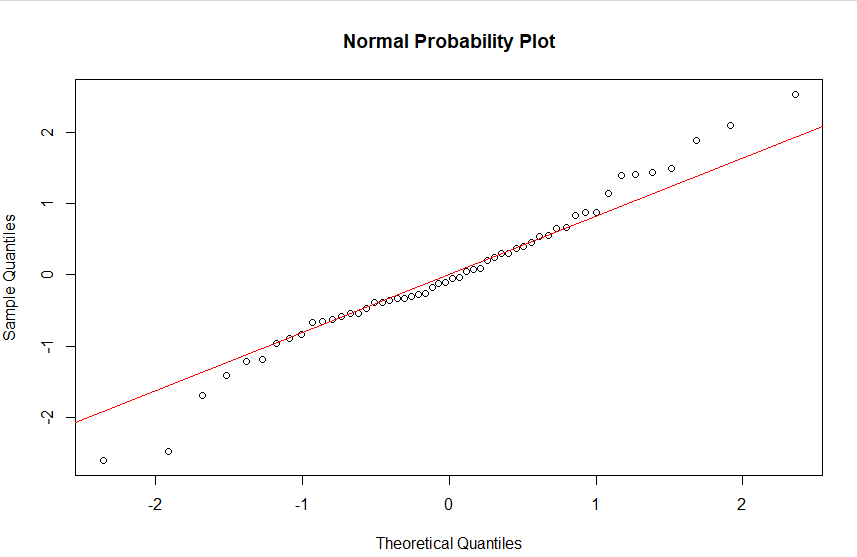 Normal Probability Plot
Sample Quantiles
2
1
0
-1
-2
-2 -1 0 1 2
Theoretical Quantiles